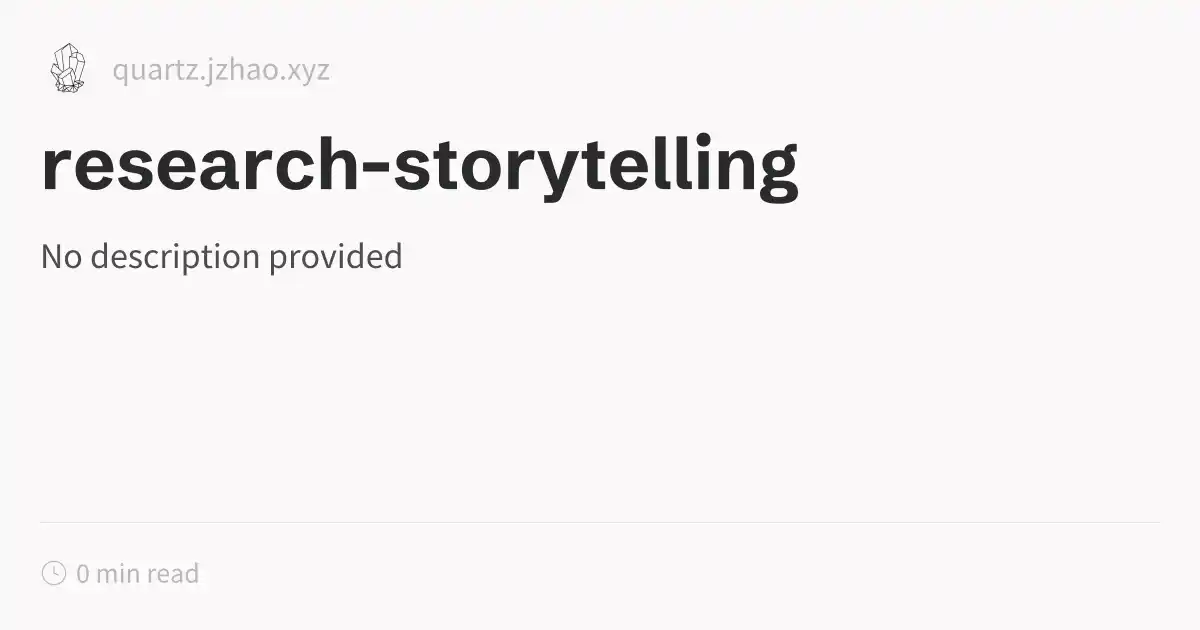 quartz.jzhao.xyz
research-storytelling
No description provided
0 min read